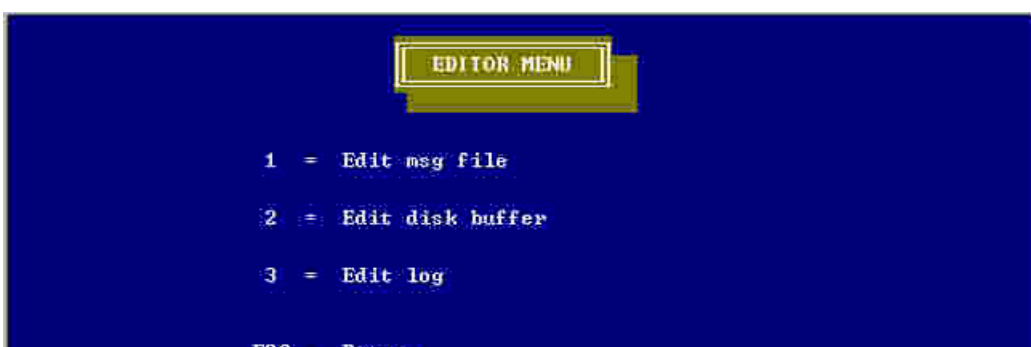 EDITOR MENU
1 = Edit msg file
2 = Edit disk buffer
3 = Edit log